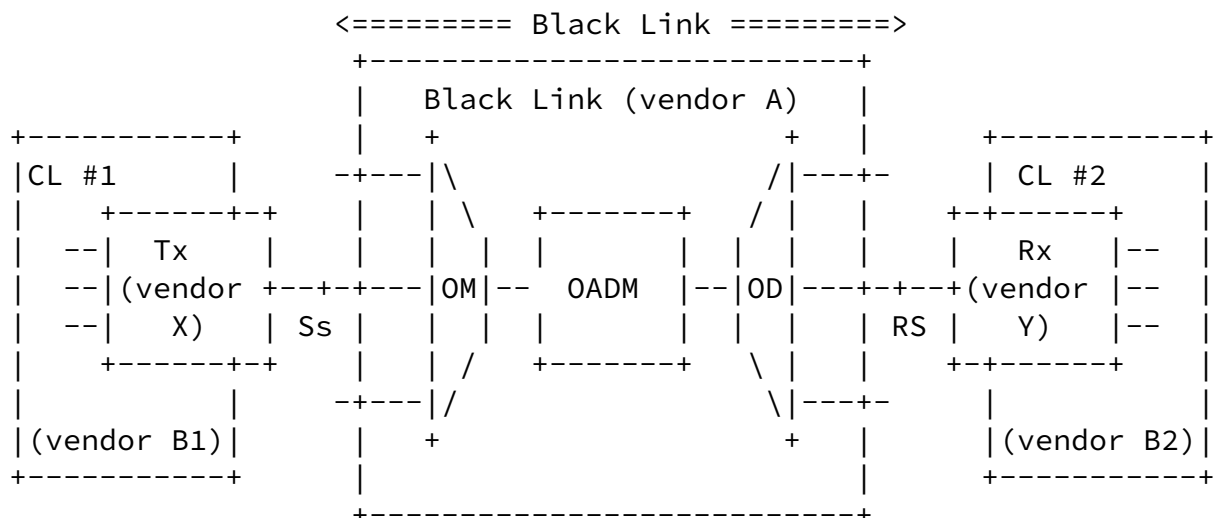 <========= Black Link =========>
+--------------------------+
| Black Link (vendor A) |
+-----------+ | + + | +-----------+
|CL #1 | -+---|\ /|---+- | CL #2 |
| +------+-+ | | \ +-------+ / | | +-+------+ |
| --| Tx | | | | | | | | | | Rx |-- |
| --|(vendor +--+-+---|OM|-- OADM |--|OD|---+-+--+(vendor |-- |
| --| X) | Ss | | | | | | | | RS | Y) |-- |
| +------+-+ | | / +-------+ \ | | +-+------+ |
| | -+---|/ \|---+- | |
|(vendor B1)| | + + | |(vendor B2)|
+-----------+ | | +-----------+
+--------------------------+